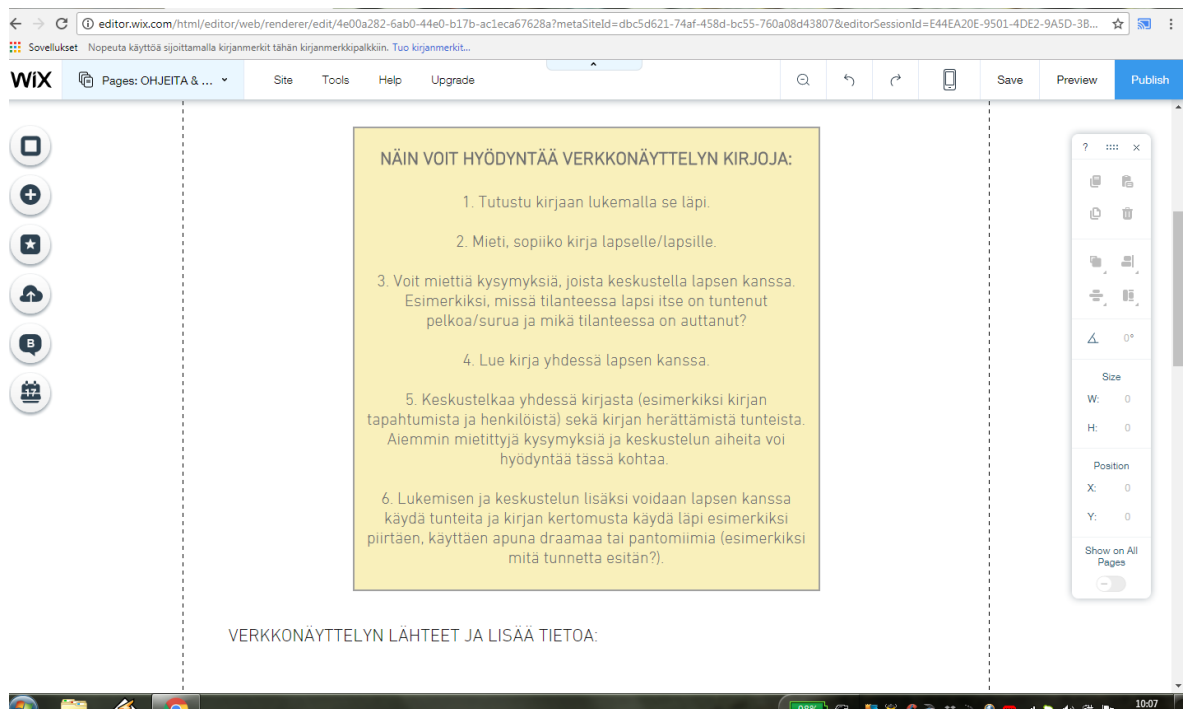 editor.wix.com/html/editor/web/renderer/edit/4e00a282-6ab0-44e0-b17b-ac1eca67628a?metaSiteId=dbc5d621-74af-458d-bc55-760a08d43807&editorSessionId=E44EA20E-9501-4DE2-9A5D-3B...
Sovellukset Nopeuta käyttöä sijoittamalla kirjanmerkit tähän kirjanmerkkipalkkiin. Tuo kirjanmerkit...
WiX Pages: OHJEITA & ... Site Tools Help Upgrade Save Preview Publish
NÄIN VOIT HYÖDYNTÄÄ VERKKONÄYTTELYN KIRJOJA:
1. Tutustu kirjaan lukemalla se läpi.
2. Mieti, sopiiko kirja lapselle/lapsille.
3. Voit miettiä kysymyksiä, joista keskustella lapsen kanssa.
Esimerkiksi, missä tilanteessa lapsi itse on tuntenut
pelkoa/surua ja mikä tilanteessa on auttanut?
4. Lue kirja yhdessä lapsen kanssa.
5. Keskustelkaa yhdessä kirjasta (esimerkiksi kirjan
tapahtumista ja henkilöistä) sekä kirjan herättämistä tunteista.
Aiemmin mietittyjä kysymyksiä ja keskustelun aiheita voi
hyödyntää tässä kohtaa.
6. Lukemisen ja keskustelun lisäksi voidaan lapsen kanssa
käydä tunteita ja kirjan kertomusta käydä läpi esimerkiksi
piirtäen, käyttäen apuna draamaa tai pantomiimia (esimerkiksi
mitä tunnetta esitän?).
VERKKONÄYTTELYN LÄHTEET JA LISÄÄ TIETOA:
B
17
?
0°
Size
W: 0
H: 0
Position
X: 0
Y: 0
Show on All
Pages
98%
10:07